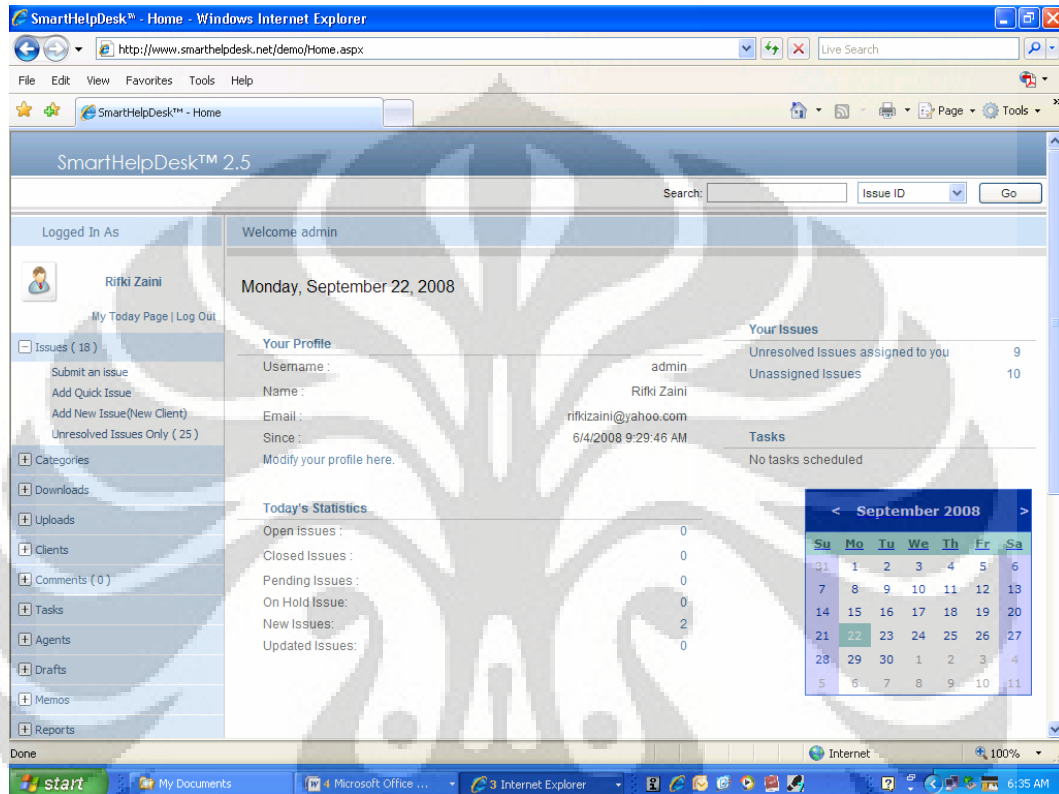 SmartHelpDesk™ - Home - Windows Internet Explorer
http://www.smarthelpdesk.net/demo/Home.aspx
Live Search
File Edit View Favorites Tools Help
SmartHelpDesk™ - Home
Page Tools
SmartHelpDesk™ 2.5
Search: Issue ID Go
Logged In As
Welcome admin
Rifki Zaini
My Today Page | Log Out
Issues ( 18 )
Submit an issue
Add Quick Issue
Add New Issue(New Client)
Unresolved Issues Only ( 25 )
Categories
Downloads
Uploads
Clients
Comments ( 0 )
Tasks
Agents
Drafts
Memos
Reports
Monday, September 22, 2008
Your Profile
Username : admin
Name : Rifki Zaini
Email : rifkizaini@yahoo.com
Since : 6/4/2008 9:29:46 AM
Modify your profile here.
Today's Statistics
Open issues : 0
Closed Issues : 0
Pending Issues : 0
On Hold Issue: 0
New Issues: 2
Updated Issues: 0
Your Issues
Unresolved Issues assigned to you 9
Unassigned Issues 10
Tasks
No tasks scheduled
< September 2008 >
Su Mo Tu We Th Fr Sa
31 1 2 3 4 5 6
7 8 9 10 11 12 13
14 15 16 17 18 19 20
21 22 23 24 25 26 27
28 29 30 1 2 3 4
5 6 7 8 9 10 11
Done Internet 100%
start My Documents 4 Microsoft Office ... 3 Internet Explorer 6:35 AM